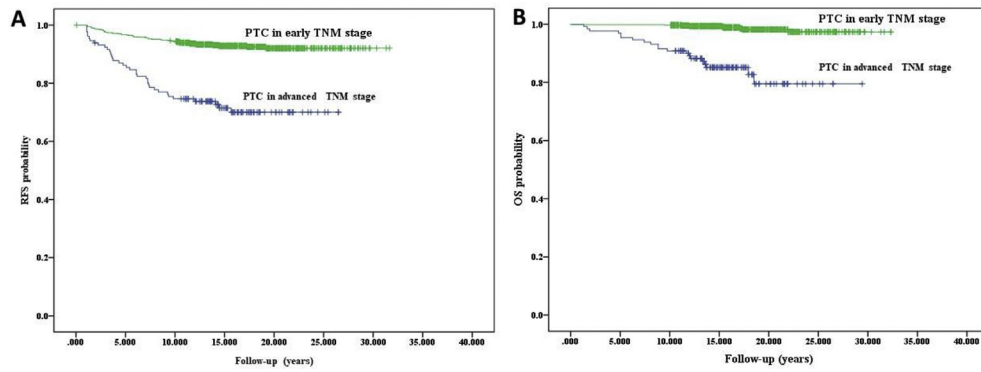 A
1.0
0.8
0.6
0.4
0.2
0.0
RFS probability
PTC in early TNM stage
PTC in advanced TNM stage
.000 5.000 10.000 15.000 20.000 25.000 30.000 35.000 40.000
Follow-up (years)
B
1.0
0.8
0.6
0.4
0.2
0.0
OS probability
PTC in early TNM stage
PTC in advanced TNM stage
.000 5.000 10.000 15.000 20.000 25.000 30.000 35.000 40.000
Follow-up (years)